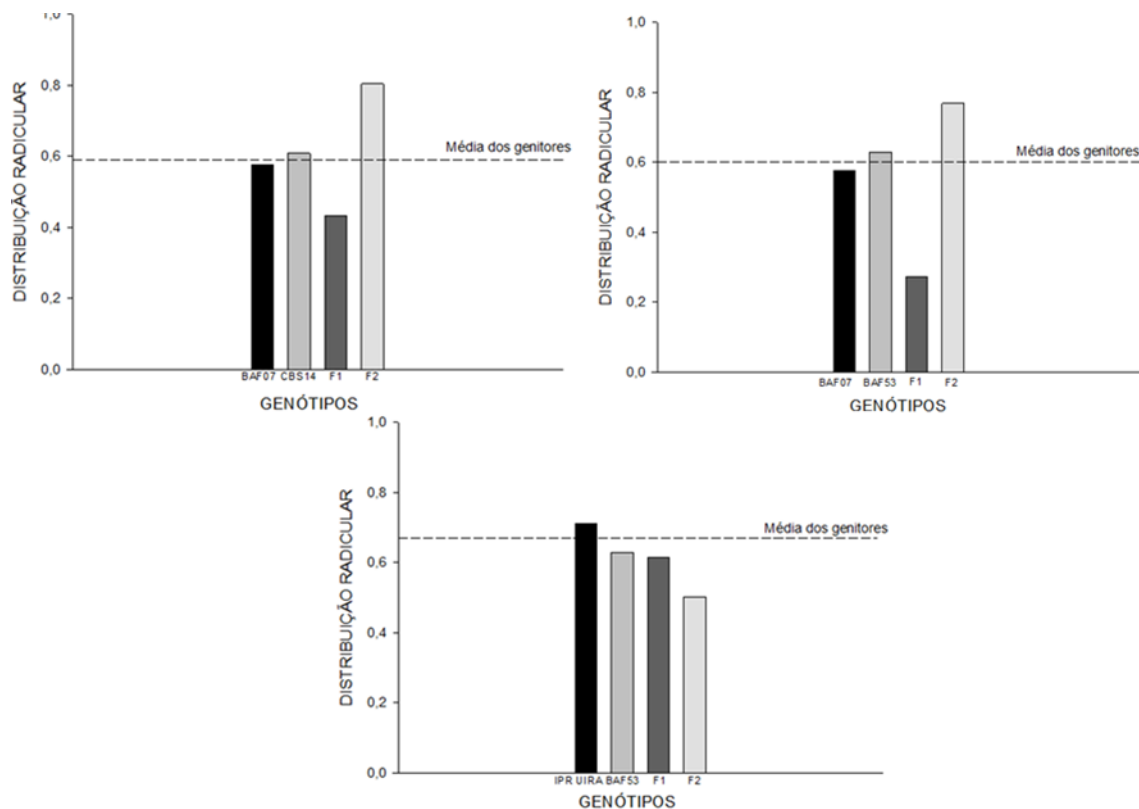 1,0
0,8
0,6
0,4
0,2
0,0
DISTRIBUIÇÃO RADICULAR
Média dos genitores
BAF07 CBS14 F1 F2
GENÓTIPOS
1,0
0,8
0,6
0,4
0,2
0,0
DISTRIBUIÇÃO RADICULAR
Média dos genitores
BAF07 BAF53 F1 F2
GENÓTIPOS
1,0
0,8
0,6
0,4
0,2
0,0
DISTRIBUIÇÃO RADICULAR
Média dos genitores
IPR UIRA BAF53 F1 F2
GENÓTIPOS